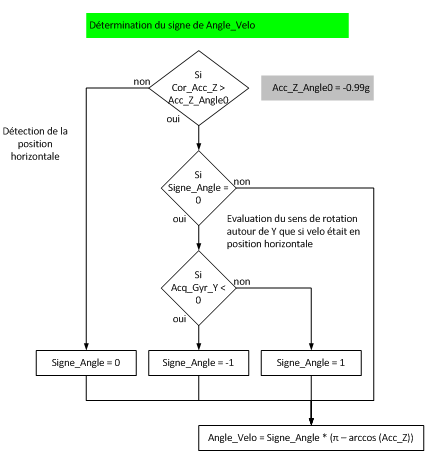 Détermination du signe de Angle_Velo
Si
Cor_Acc_Z >
Acc_Z_Angle0
non
oui
Acc_Z_Angle0 = -0.99g
Détection de la
position
horizontale
Si
Signe_Angle =
0
non
oui
Evaluation du sens de rotation
autour de Y que si velo était en
position horizontale
Si
Acq_Gyr_Y <
0
non
oui
Signe_Angle = 0
Signe_Angle = -1
Signe_Angle = 1
Angle_Velo = Signe_Angle * (π – arccos (Acc_Z))